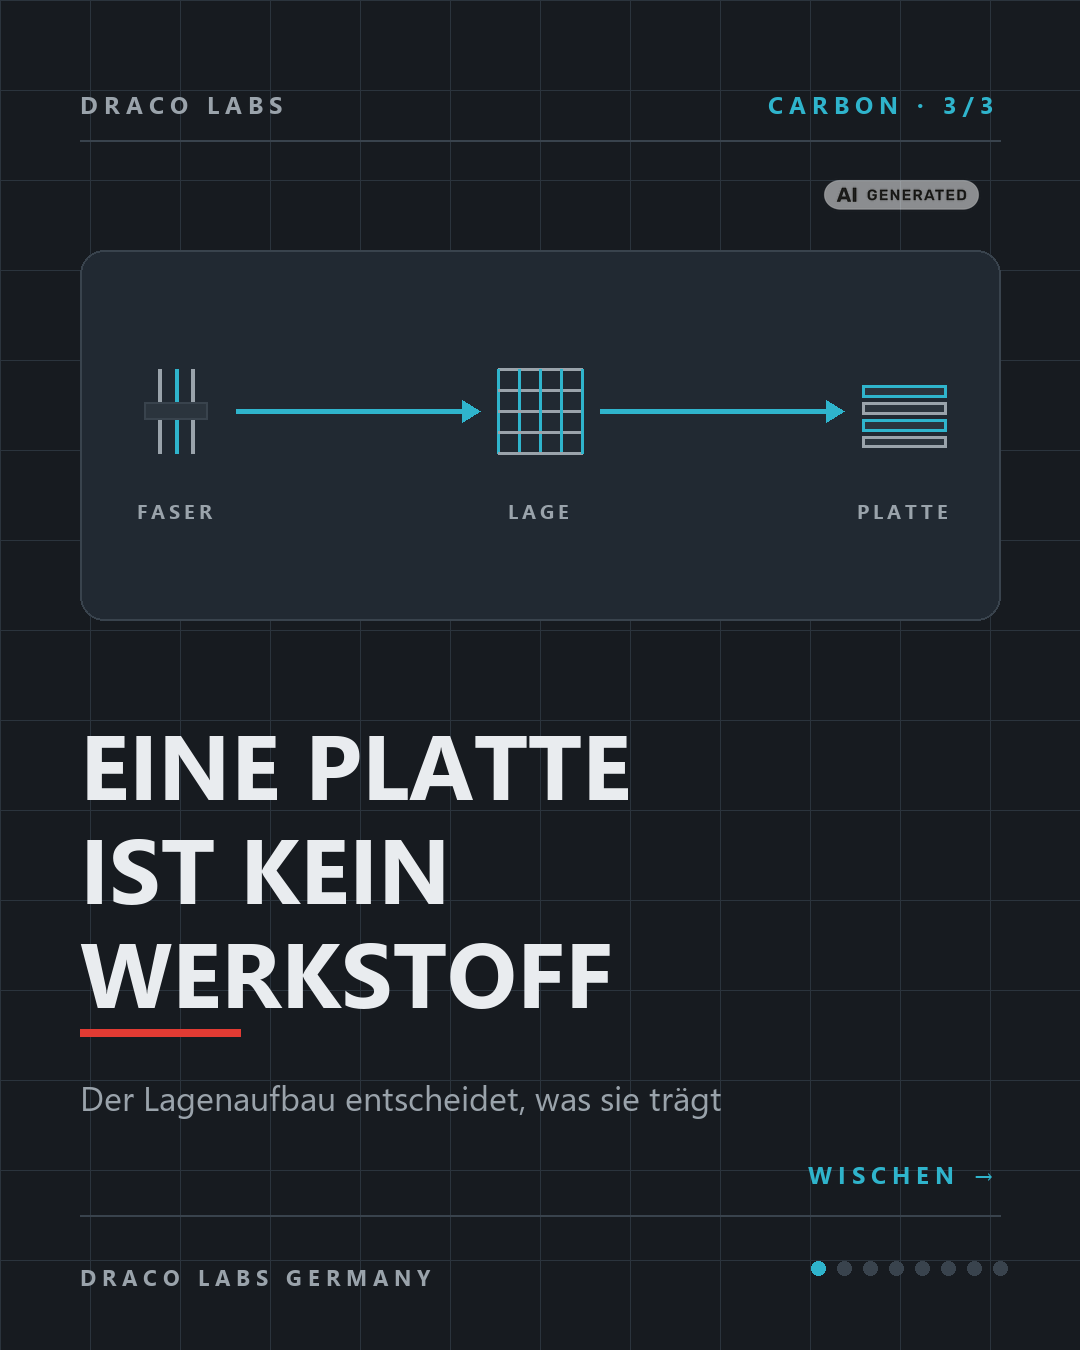 DRACO LABS
CARBON · 3/3
AI GENERATED
FASER
LAGE
PLATTE
EINE PLATTE
IST KEIN
WERKSTOFF
Der Lagenaufbau entscheidet, was sie trägt
WISCHEN →
DRACO LABS GERMANY